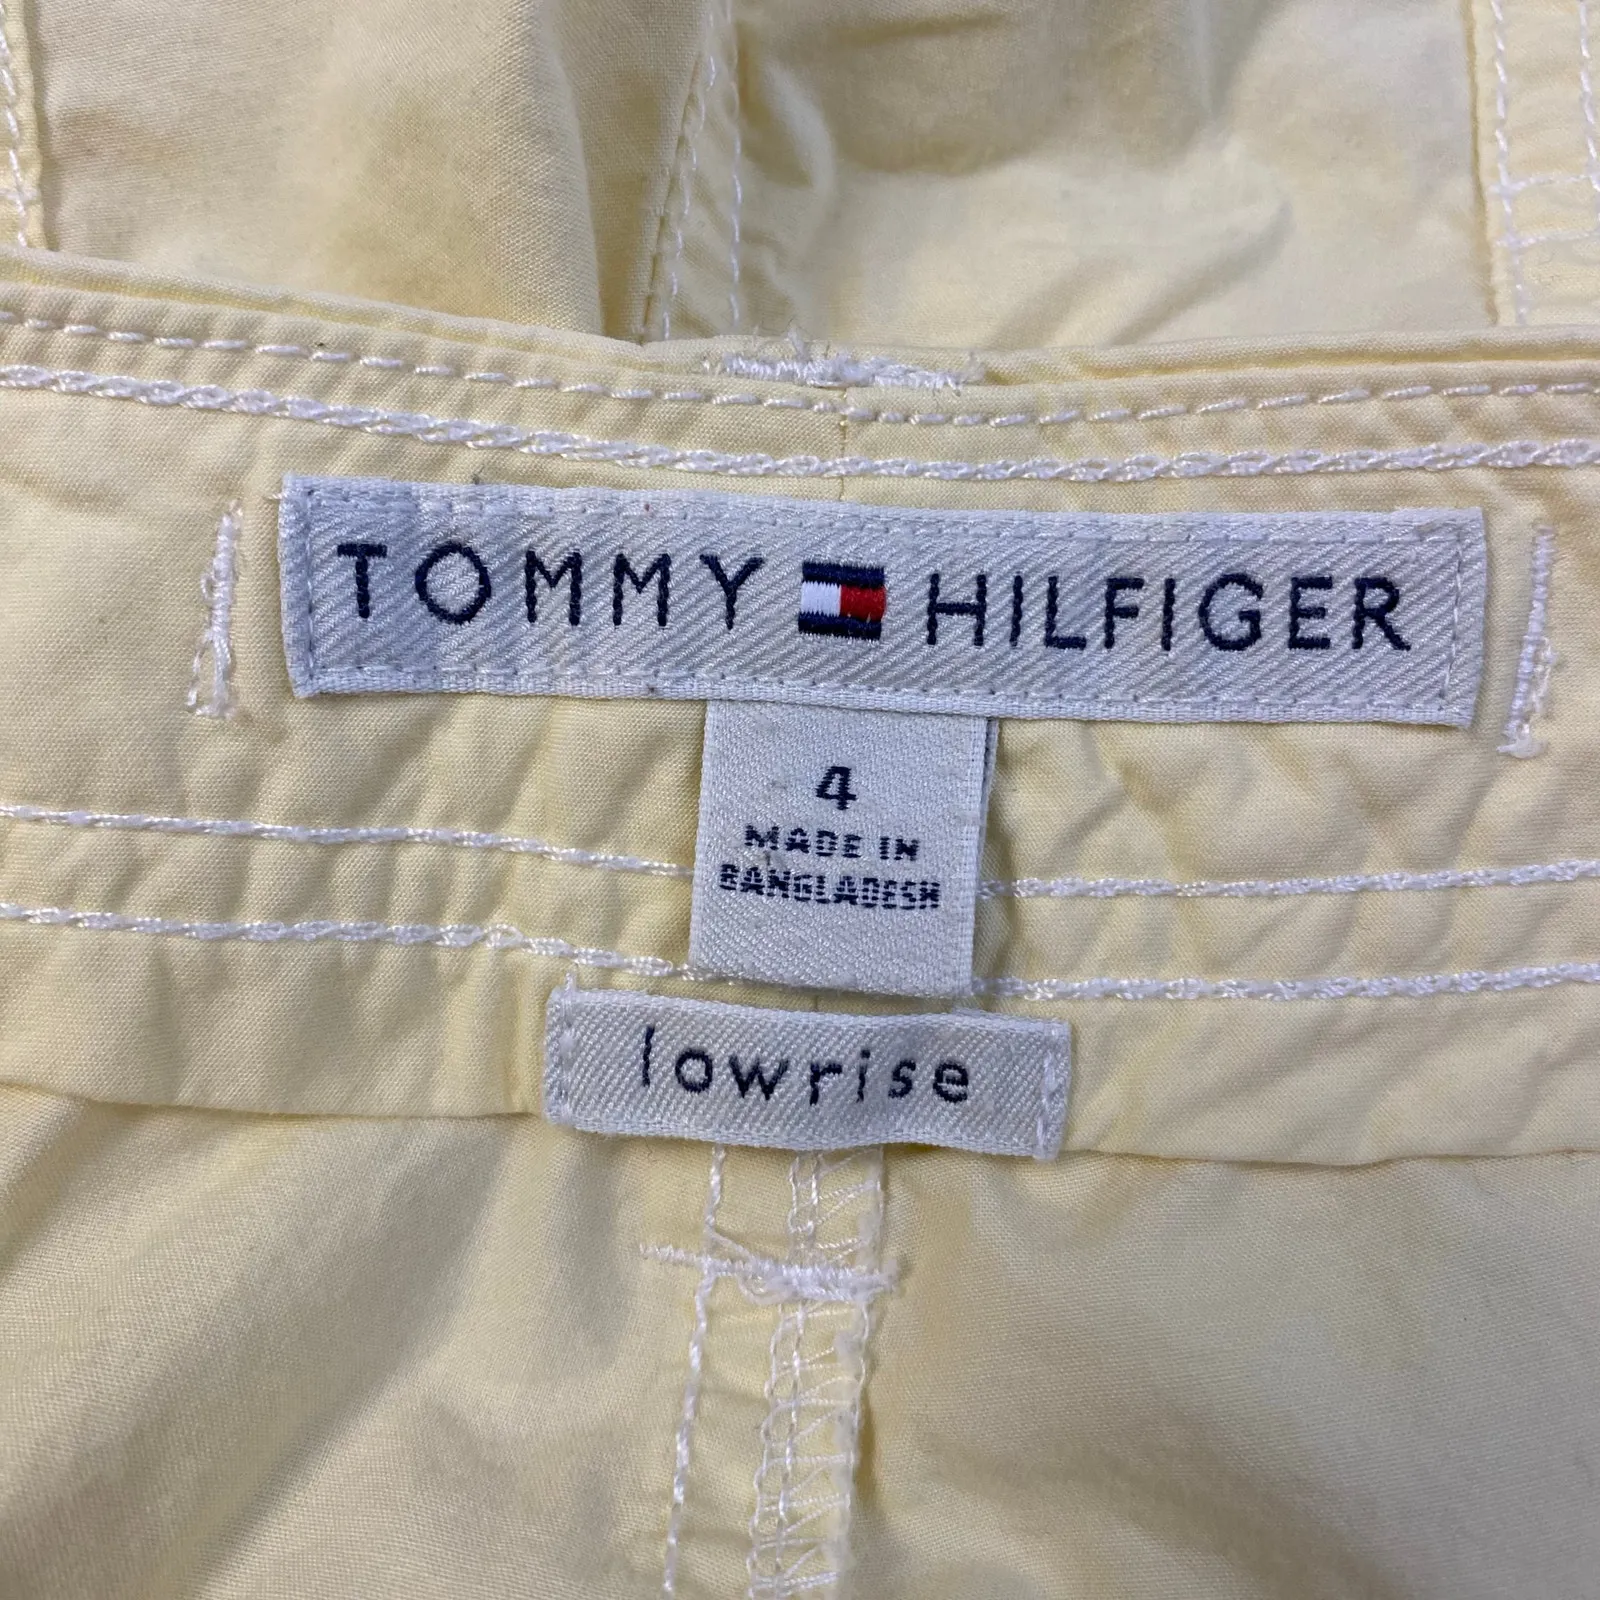 TOMMY HILFIGER
4
MADE IN
BANGLADESH
lowrise